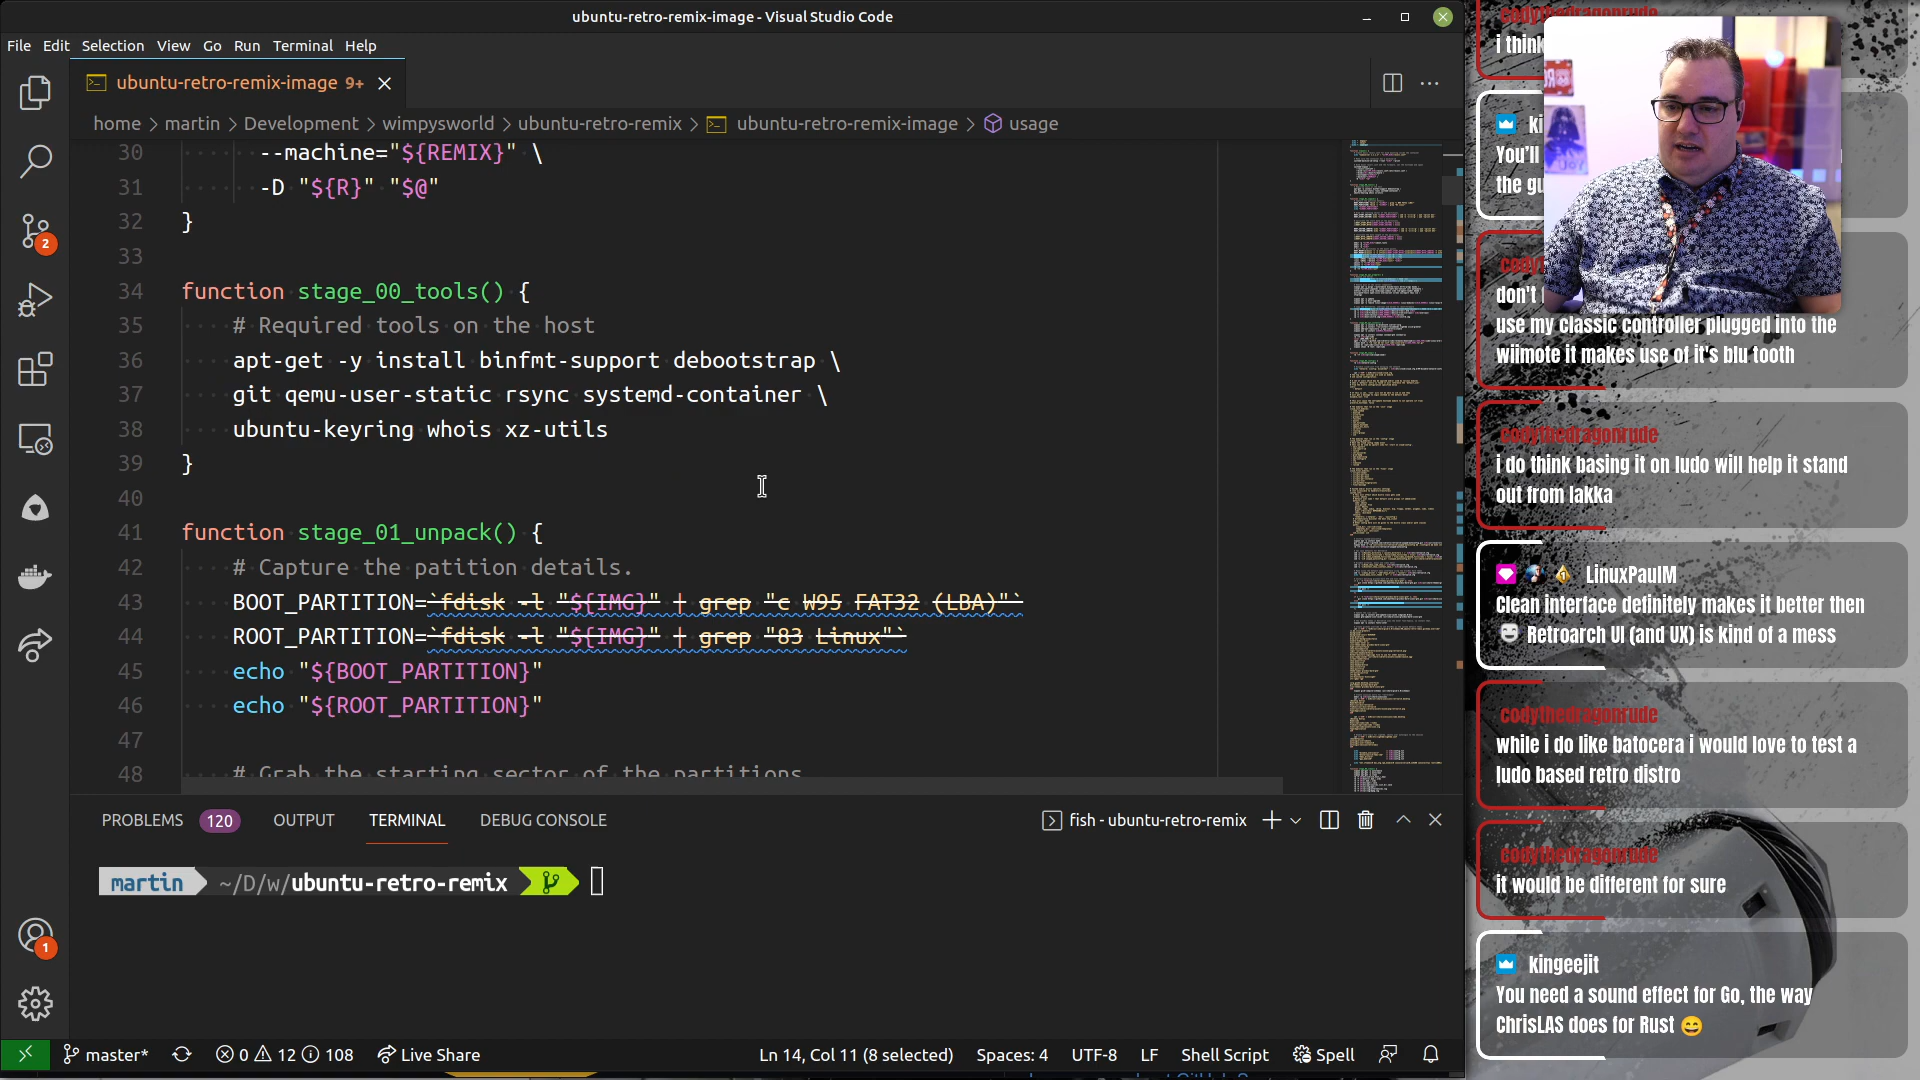 ubuntu-retro-remix-image - Visual Studio Code
File Edit Selection View Go Run Terminal Help
ubuntu-retro-remix-image 9+
home > martin > Development > wimpysworld > ubuntu-retro-remix > ubuntu-retro-remix-image > usage
30 --machine="${REMIX}" \
31 -D "${R}" "$@"
32 }
33
34 function stage_00_tools() {
35 # Required tools on the host
36 apt-get -y install binfmt-support debootstrap \
37 git qemu-user-static rsync systemd-container \
38 ubuntu-keyring whois xz-utils
39 }
40
41 function stage_01_unpack() {
42 # Capture the patition details.
43 BOOT_PARTITION=`fdisk -l "${IMG}" | grep "c W95 FAT32 (LBA)"`
44 ROOT_PARTITION=`fdisk -l "${IMG}" | grep "83 Linux"`
45 echo "${BOOT_PARTITION}"
46 echo "${ROOT_PARTITION}"
47
48 # Grab the starting sector of the partitions
PROBLEMS 120 OUTPUT TERMINAL DEBUG CONSOLE
fish - ubuntu-retro-remix
martin ~/D/w/ubuntu-retro-remix
2
1
master* 0 12 108 Live Share
Ln 14, Col 11 (8 selected) Spaces: 4 UTF-8 LF Shell Script Spell
codythedragonrude
i think
ki
You'll
the gu
cody
don't
use my classic controller plugged into the
wiimote it makes use of it's blu tooth
codythedragonrude
i do think basing it on ludo will help it stand
out from lakka
LinuxPaulM
Clean interface definitely makes it better then
Retroarch UI (and UX) is kind of a mess
codythedragonrude
while i do like batocera i would love to test a
ludo based retro distro
codythedragonrude
it would be different for sure
kingeejit
You need a sound effect for Go, the way
ChrisLAS does for Rust 😄